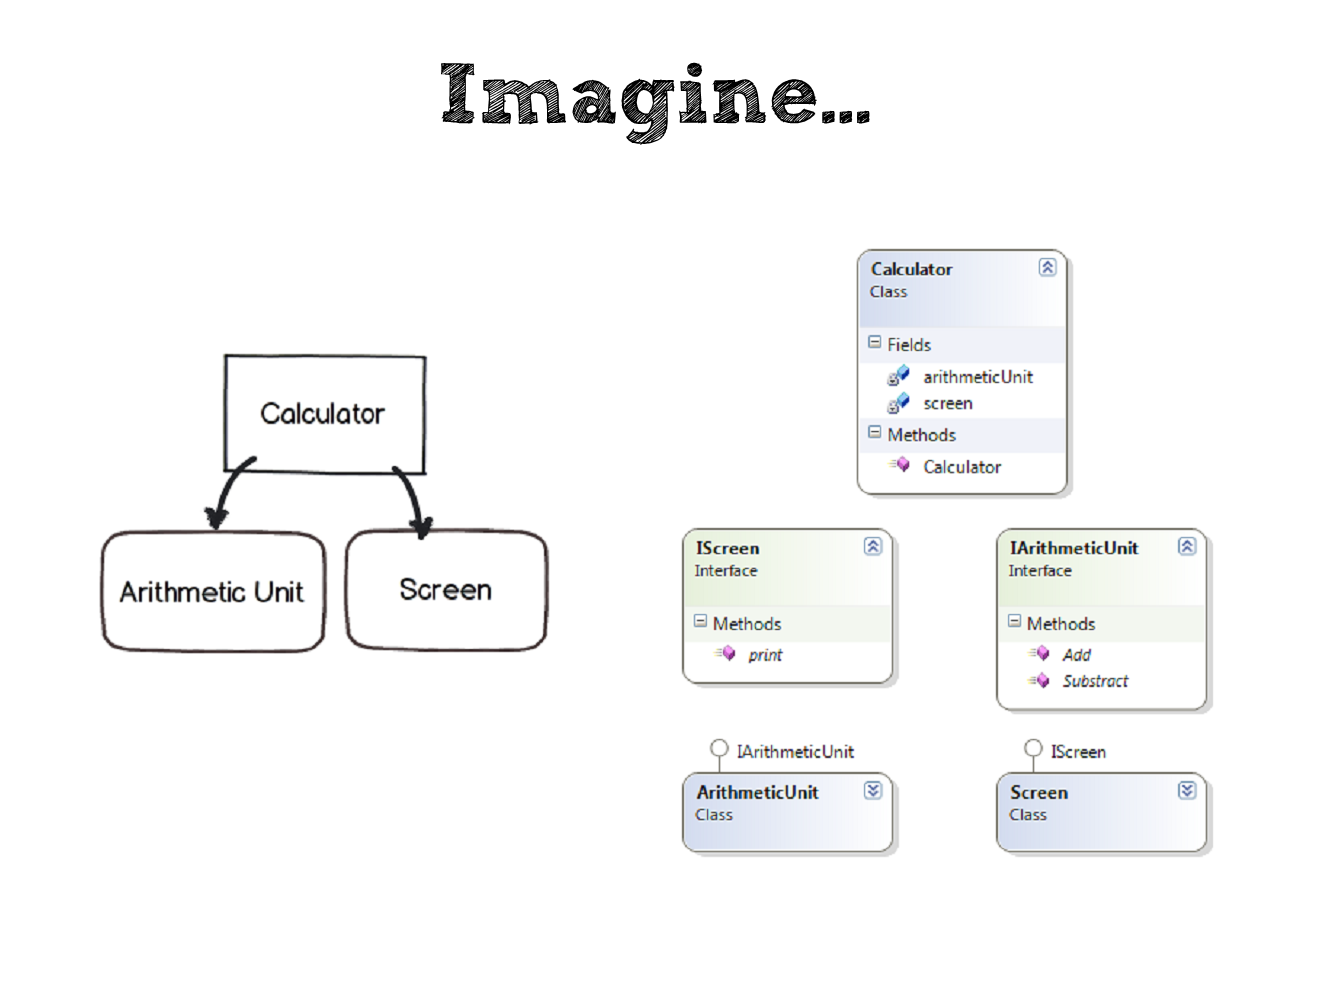 Imagine...
Calculator
Arithmetic Unit
Screen
Calculator
Class
Fields
arithmeticUnit
screen
Methods
Calculator
IScreen
Interface
Methods
print
IArithmeticUnit
Interface
Methods
Add
Substract
IArithmeticUnit
ArithmeticUnit
Class
IScreen
Screen
Class